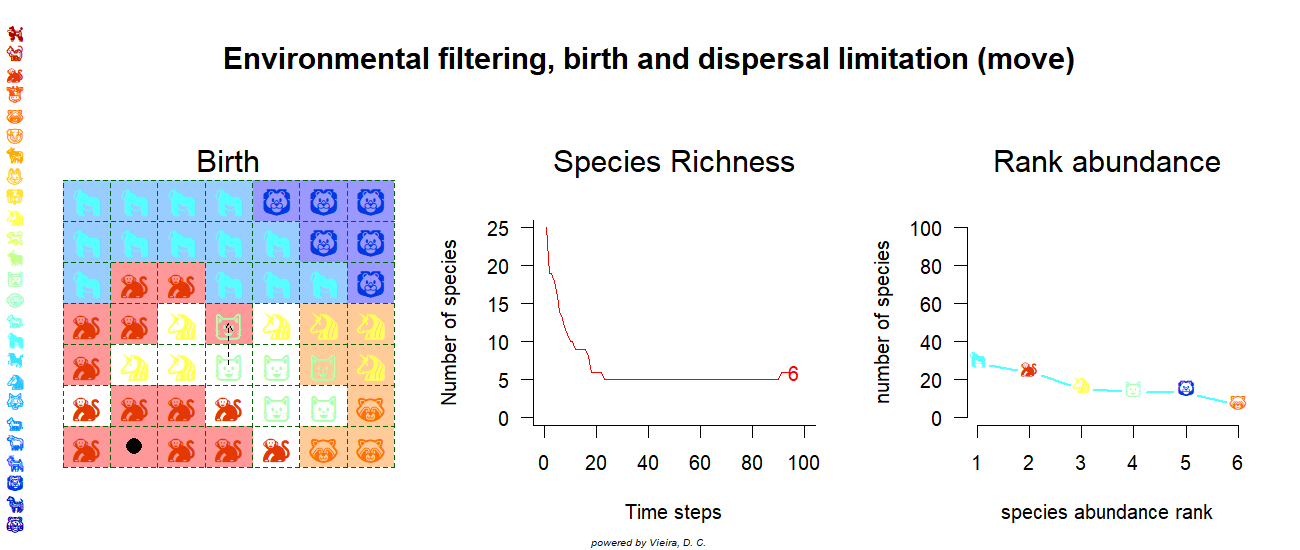 Environmental filtering, birth and dispersal limitation (move)
Birth
Species Richness
Rank abundance
Number of species
25
20
15
10
5
0
6
0 20 40 60 80 100
Time steps
number of species
100
80
60
40
20
0
1 2 3 4 5 6
species abundance rank
powered by Vieira, D. C.